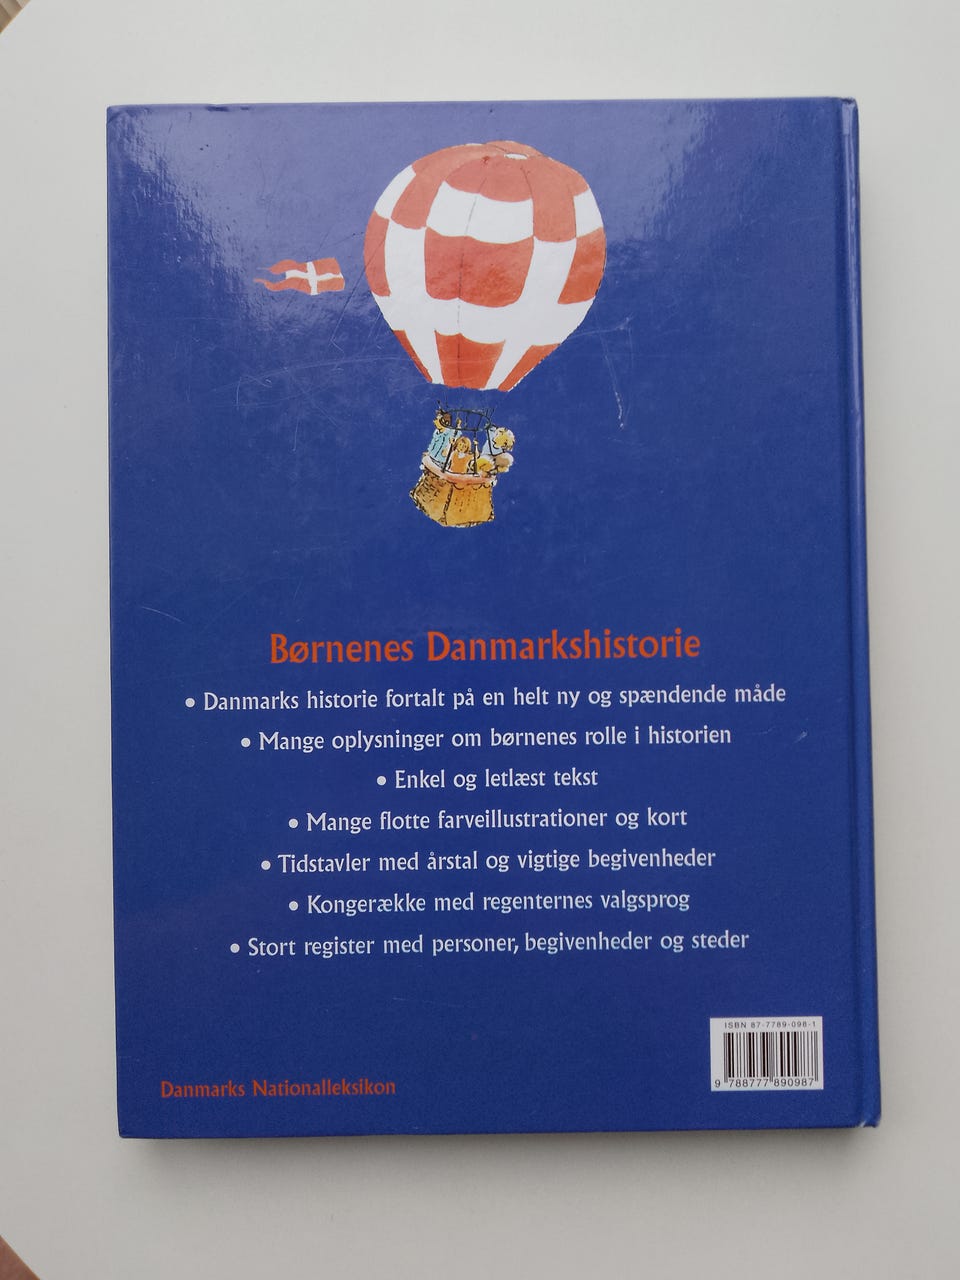 Børnenes Danmarkshistorie
• Danmarks historie fortalt på en helt ny og spændende måde
• Mange oplysninger om børnenes rolle i historien
• Enkel og letlæst tekst
• Mange flotte farveillustrationer og kort
• Tidstavler med årstal og vigtige begivenheder
• Kongerække med regenternes valgsprog
• Stort register med personer, begivenheder og steder
ISBN 87-7789-098-1
9 788777 890987
Danmarks Nationalleksikon